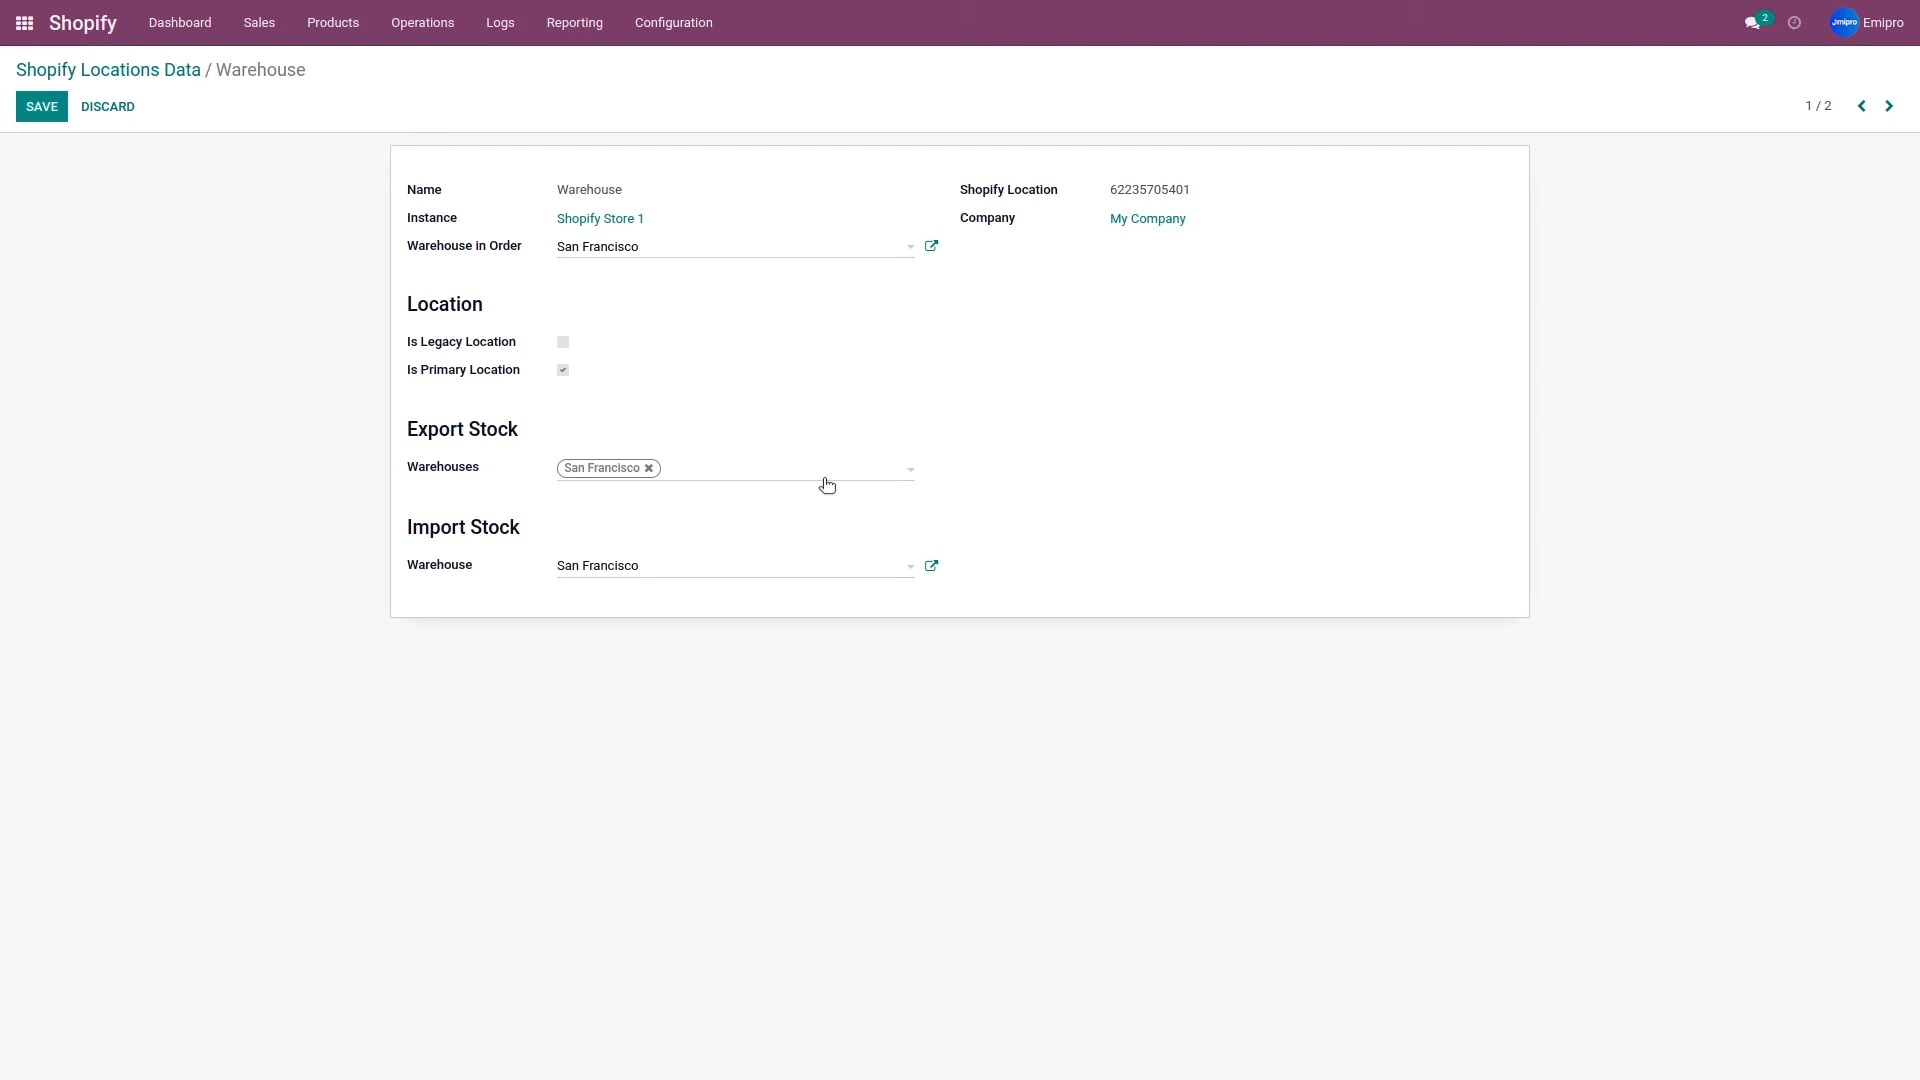 Shopify Dashboard Sales Products Operations Logs Reporting Configuration 2 Emipro
Shopify Locations Data / Warehouse
SAVE DISCARD 1 / 2
Name Warehouse Shopify Location 62235705401
Instance Shopify Store 1 Company My Company
Warehouse in Order San Francisco
Location
Is Legacy Location
Is Primary Location
Export Stock
Warehouses San Francisco
Import Stock
Warehouse San Francisco